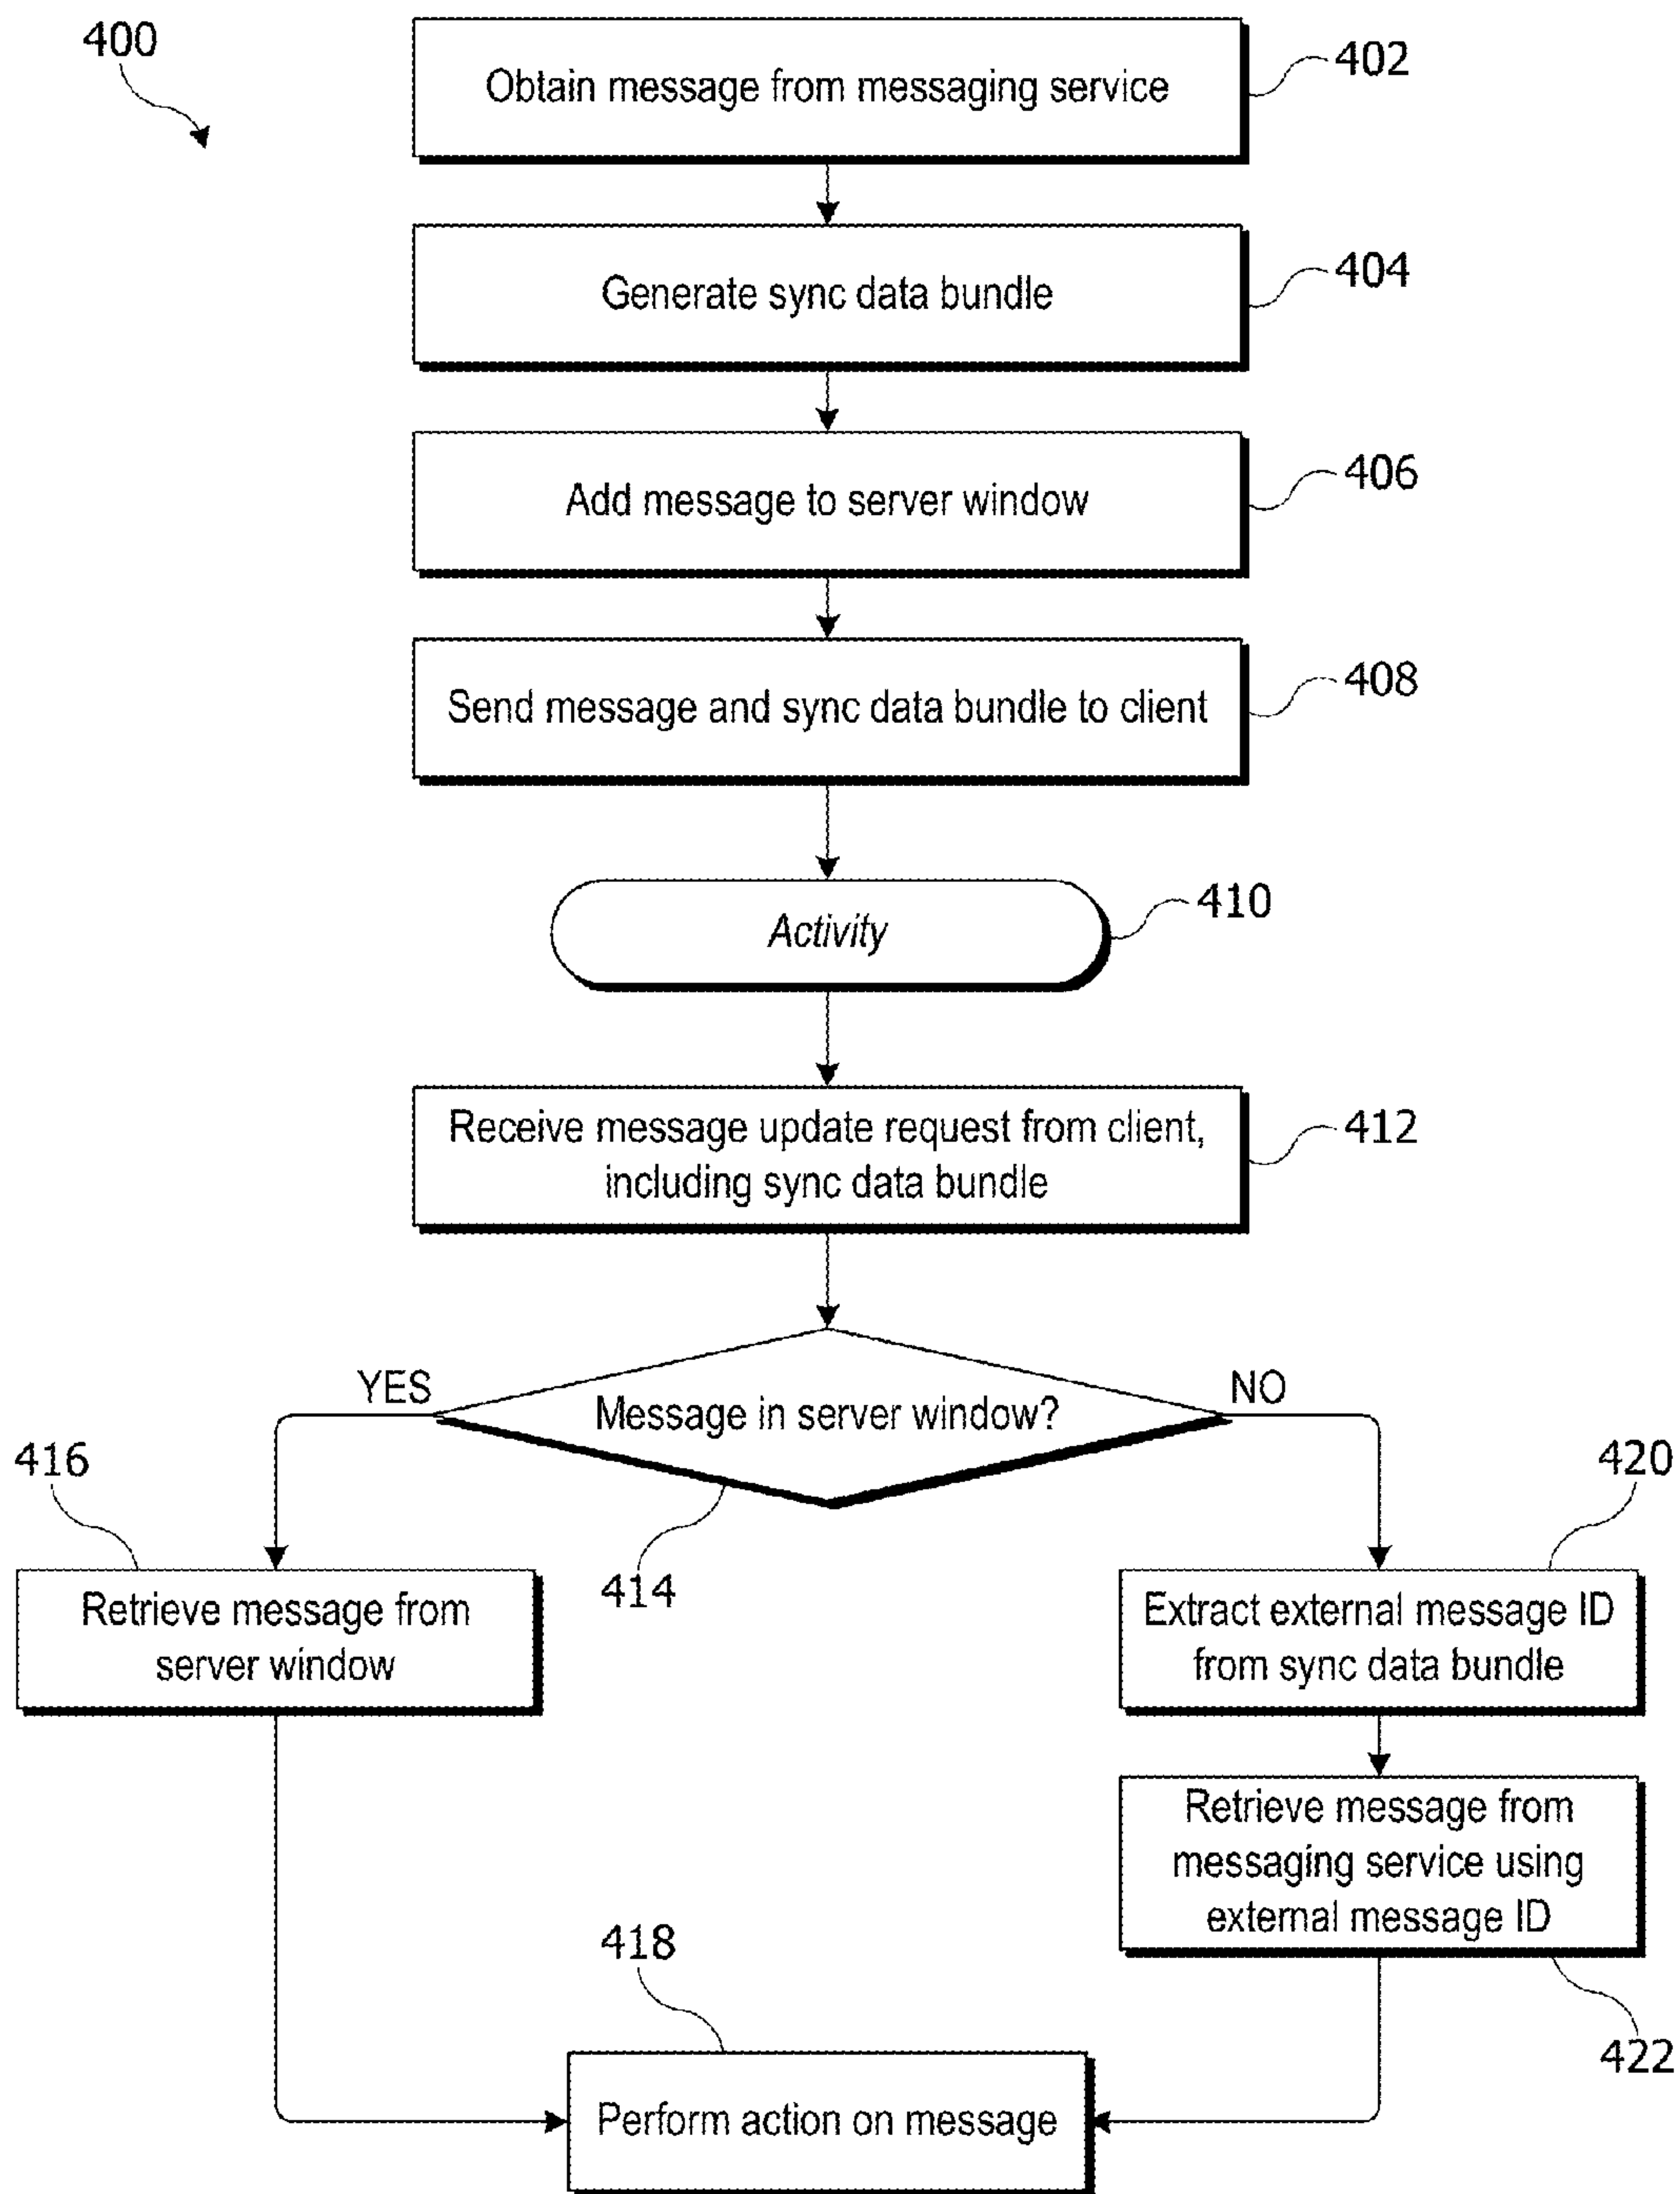 400
Obtain message from messaging service
402
Generate sync data bundle
404
Add message to server window
406
Send message and sync data bundle to client
408
Activity
410
Receive message update request from client,
including sync data bundle
412
YES
Message in server window?
NO
414
416
Retrieve message from
server window
420
Extract external message ID
from sync data bundle
Retrieve message from
messaging service using
external message ID
422
418
Perform action on message